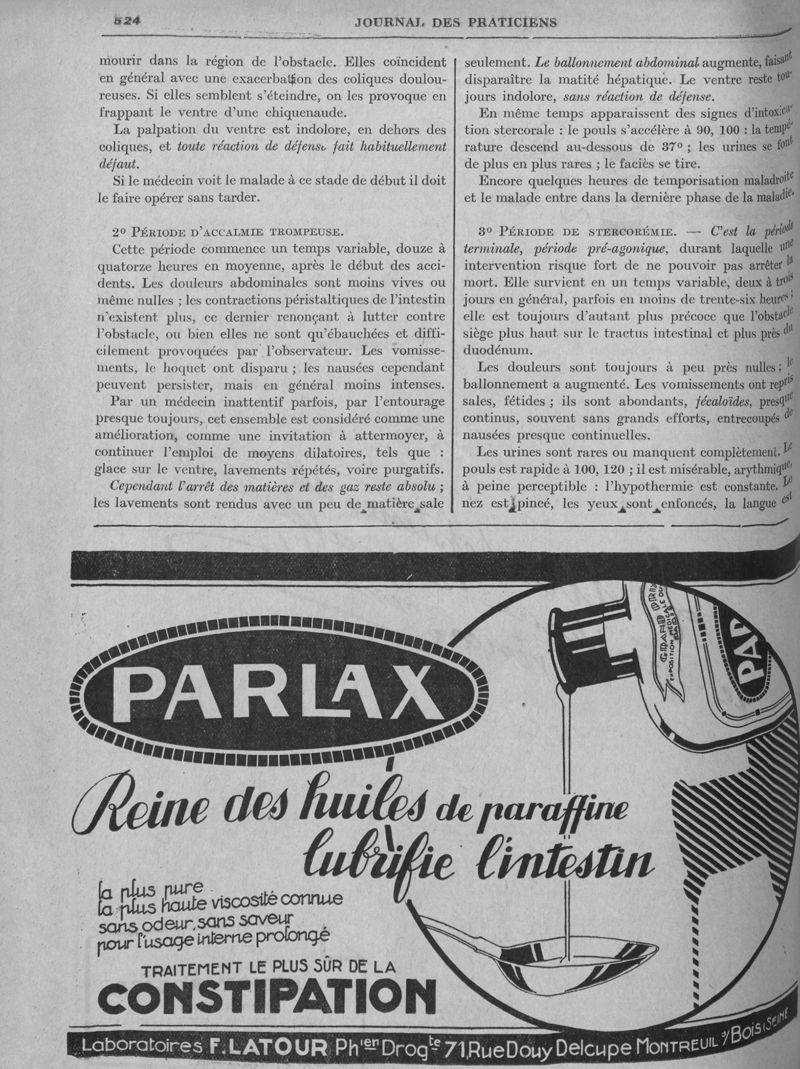 524
JOURNAL DES PRATICIENS
mourir dans la région de l'obstacle. Elles coïncident
en général avec une exacerbation des coliques doulou-
reuses. Si elles semblent s'éteindre, on les provoque en
frappant le ventre d'une chiquenaude.
La palpation du ventre est indolore, en dehors des
coliques, et toute réaction de défense fait habituellement
défaut.
Si le médecin voit le malade à ce stade de début il doit
le faire opérer sans tarder.
2° PÉRIODE D'ACCALMIE TROMPEUSE.
Cette période commence un temps variable, douze à
quatorze heures en moyenne, après le début des acci-
dents. Les douleurs abdominales sont moins vives ou
même nulles ; les contractions péristaltiques de l'intestin
n'existent plus, ce dernier renonçant à lutter contre
l'obstacle, ou bien elles ne sont qu'ébauchées et diffi-
cilement provoquées par l'observateur. Les vomisse-
ments, le hoquet ont disparu ; les nausées cependant
peuvent persister, mais en général moins intenses.
Par un médecin inattentif parfois, par l'entourage
presque toujours, cet ensemble est considéré comme une
amélioration, comme une invitation à attermoyer, à
continuer l'emploi de moyens dilatoires, tels que :
glace sur le ventre, lavements répétés, voire purgatifs.
Cependant l'arrêt des matières et des gaz reste absolu ;
les lavements sont rendus avec un peu de matière sale
seulement. Le ballonnement abdominal augmente, faisant
disparaître la matité hépatique. Le ventre reste tou-
jours indolore, sans réaction de défense.
En même temps apparaissent des signes d'intoxica-
tion stercorale : le pouls s'accélère à 90, 100 : la tempé-
rature descend au-dessous de 37° ; les urines se font
de plus en plus rares ; le faciès se tire.
Encore quelques heures de temporisation maladroite
et le malade entre dans la dernière phase de la maladie.
3° PÉRIODE DE STERCORÉMIE. — C'est la période
terminale, période pré-agonique, durant laquelle une
intervention risque fort de ne pouvoir pas arrêter la
mort. Elle survient en un temps variable, deux à trois
jours en général, parfois en moins de trente-six heures ;
elle est toujours d'autant plus précoce que l'obstacle
siège plus haut sur le tractus intestinal et plus près du
duodénum.
Les douleurs sont toujours à peu près nulles ; le
ballonnement a augmenté. Les vomissements ont repris
sales, fétides ; ils sont abondants, fécaloïdes, presque
continus, souvent sans grands efforts, entrecoupés de
nausées presque continuelles.
Les urines sont rares ou manquent complètement. Le
pouls est rapide à 100, 120 ; il est misérable, arythmique,
à peine perceptible : l'hypothermie est constante. Le
nez est pincé, les yeux sont enfoncés, la langue est
PARLAX
GRAND PRIX
EXPOSITION MÉDICALE
PAR
Reine des huiles de paraffine
lubrifie l'intestin
la plus pure
la plus haute viscosité connue
sans odeur, sans saveur
pour l'usage interne prolongé
TRAITEMENT LE PLUS SÛR DE LA
CONSTIPATION
Laboratoires F. LATOUR Ph<sup>ien</sup> Drog<sup>te</sup> 71, Rue Douy Delcupe MONTREUIL s/ BOIS (SEINE